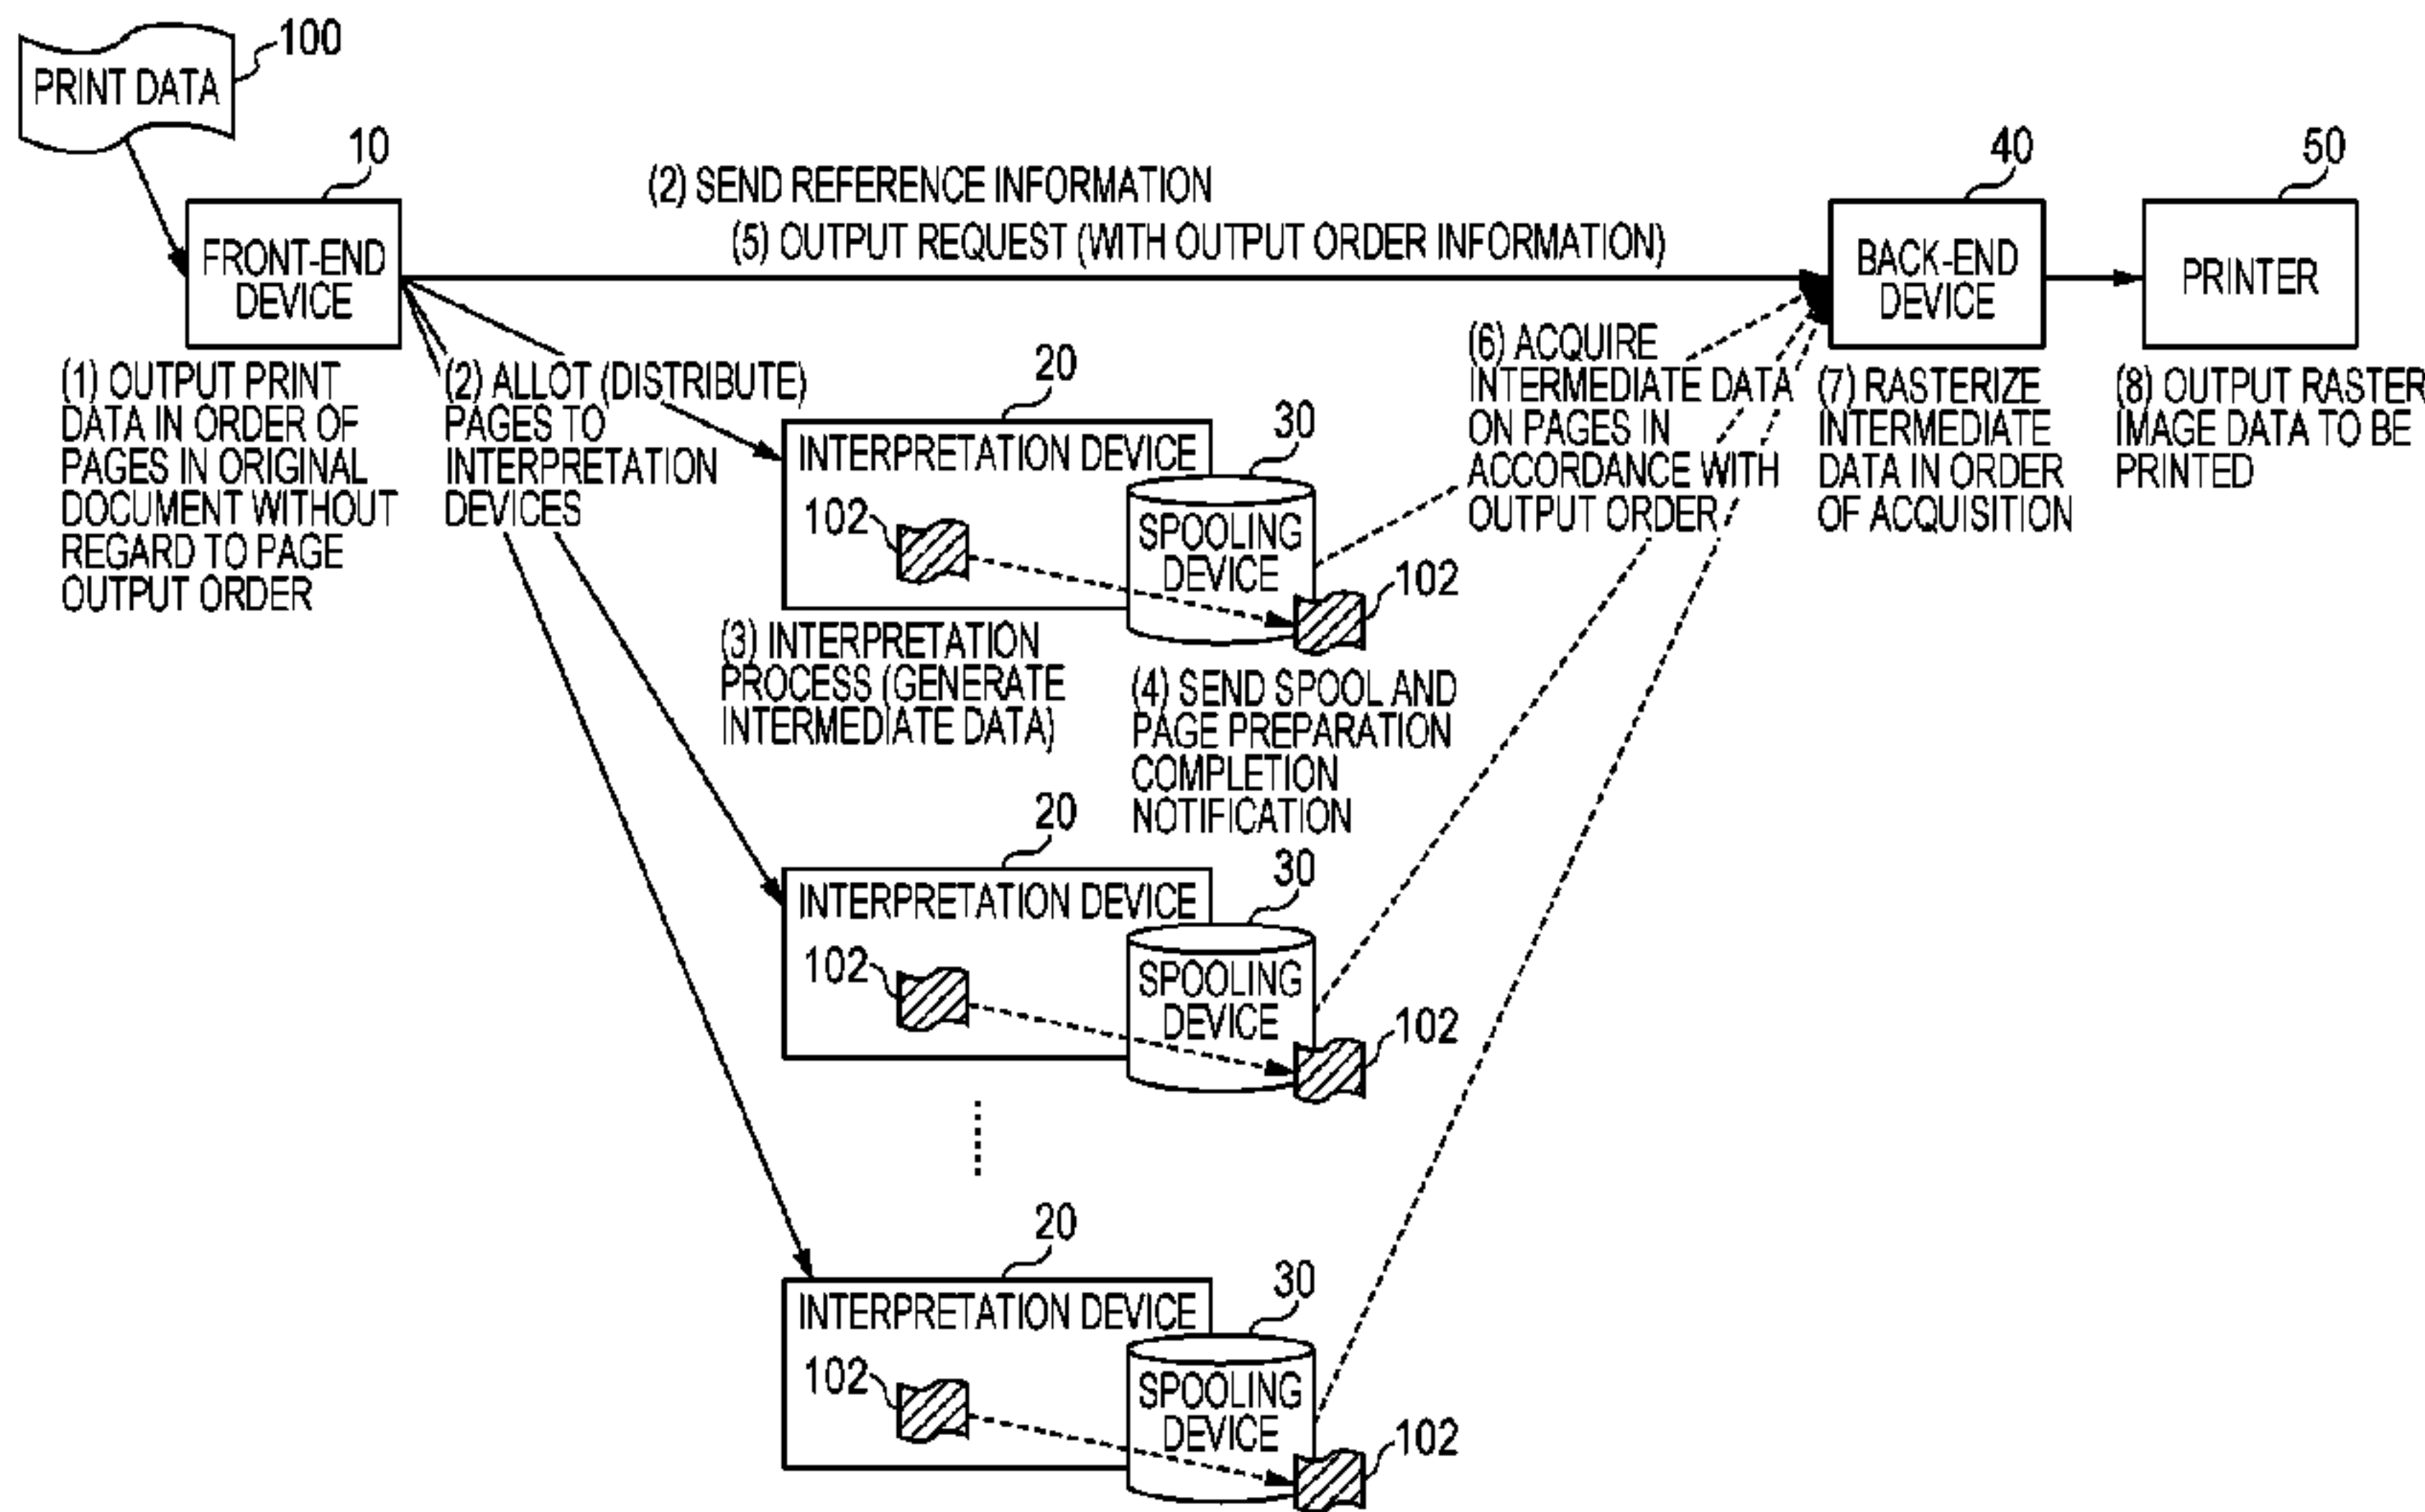 100
PRINT DATA
10
FRONT-END
DEVICE
(1) OUTPUT PRINT
DATA IN ORDER OF
PAGES IN ORIGINAL
DOCUMENT WITHOUT
REGARD TO PAGE
OUTPUT ORDER
(2) SEND REFERENCE INFORMATION
(5) OUTPUT REQUEST (WITH OUTPUT ORDER INFORMATION)
40
BACK-END
DEVICE
50
PRINTER
(2) ALLOT (DISTRIBUTE)
PAGES TO
INTERPRETATION
DEVICES
20
INTERPRETATION DEVICE
30
102
SPOOLING
DEVICE
102
(3) INTERPRETATION
PROCESS (GENERATE
INTERMEDIATE DATA)
(4) SEND SPOOL AND
PAGE PREPARATION
COMPLETION
NOTIFICATION
(6) ACQUIRE
INTERMEDIATE DATA
ON PAGES IN
ACCORDANCE WITH
OUTPUT ORDER
(7) RASTERIZE
INTERMEDIATE
DATA IN ORDER
OF ACQUISITION
(8) OUTPUT RASTER
IMAGE DATA TO BE
PRINTED
20
INTERPRETATION DEVICE
30
102
SPOOLING
DEVICE
102
20
INTERPRETATION DEVICE
30
102
SPOOLING
DEVICE
102